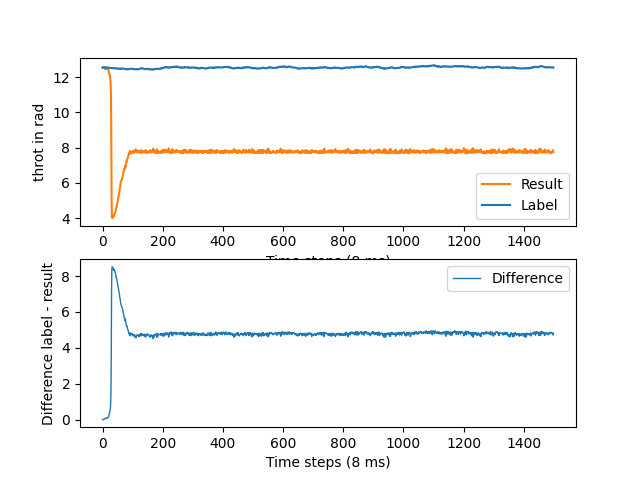 throt in rad
12
10
8
6
4
Result
Label
0 200 400 600 800 1000 1200 1400
Time steps (8 ms)
Difference label - result
8
6
4
2
0
Difference
0 200 400 600 800 1000 1200 1400
Time steps (8 ms)